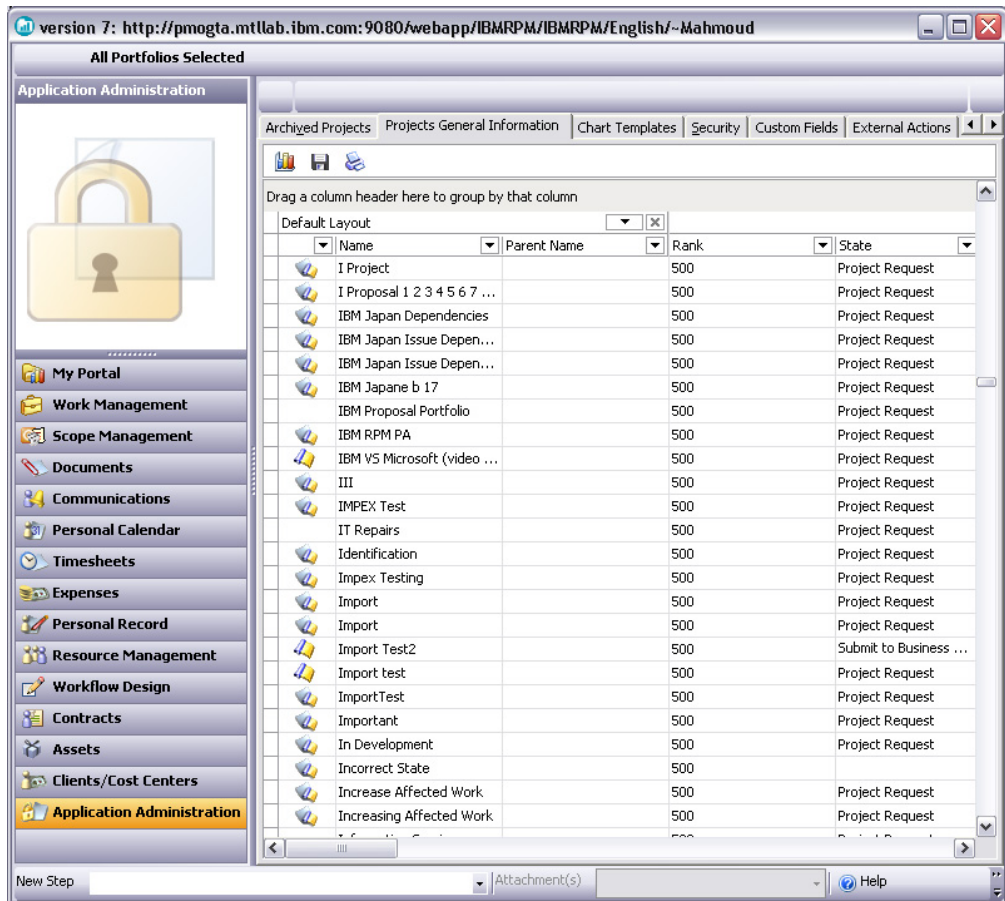 version 7: http://pmogta.mtllab.ibm.com:9080/webapp/IBMRPM/IBMRPM/English/~Mahmoud
All Portfolios Selected
Application Administration
My Portal
Work Management
Scope Management
Documents
Communications
Personal Calendar
Timesheets
Expenses
Personal Record
Resource Management
Workflow Design
Contracts
Assets
Clients/Cost Centers
Application Administration
Archived Projects Projects General Information Chart Templates Security Custom Fields External Actions
Drag a column header here to group by that column
Default Layout
Name Parent Name Rank State
I Project 500 Project Request
I Proposal 1 2 3 4 5 6 7 ... 500 Project Request
IBM Japan Dependencies 500 Project Request
IBM Japan Issue Depen... 500 Project Request
IBM Japan Issue Depen... 500 Project Request
IBM Japane b 17 500 Project Request
IBM Proposal Portfolio 500 Project Request
IBM RPM PA 500 Project Request
IBM VS Microsoft (video ... 500 Project Request
III 500 Project Request
IMPEX Test 500 Project Request
IT Repairs 500 Project Request
Identification 500 Project Request
Impex Testing 500 Project Request
Import 500 Project Request
Import 500 Project Request
Import Test2 500 Submit to Business ...
Import test 500 Project Request
ImportTest 500 Project Request
Important 500 Project Request
In Development 500 Project Request
Incorrect State 500
Increase Affected Work 500 Project Request
Increasing Affected Work 500 Project Request
New Step Attachment(s) Help